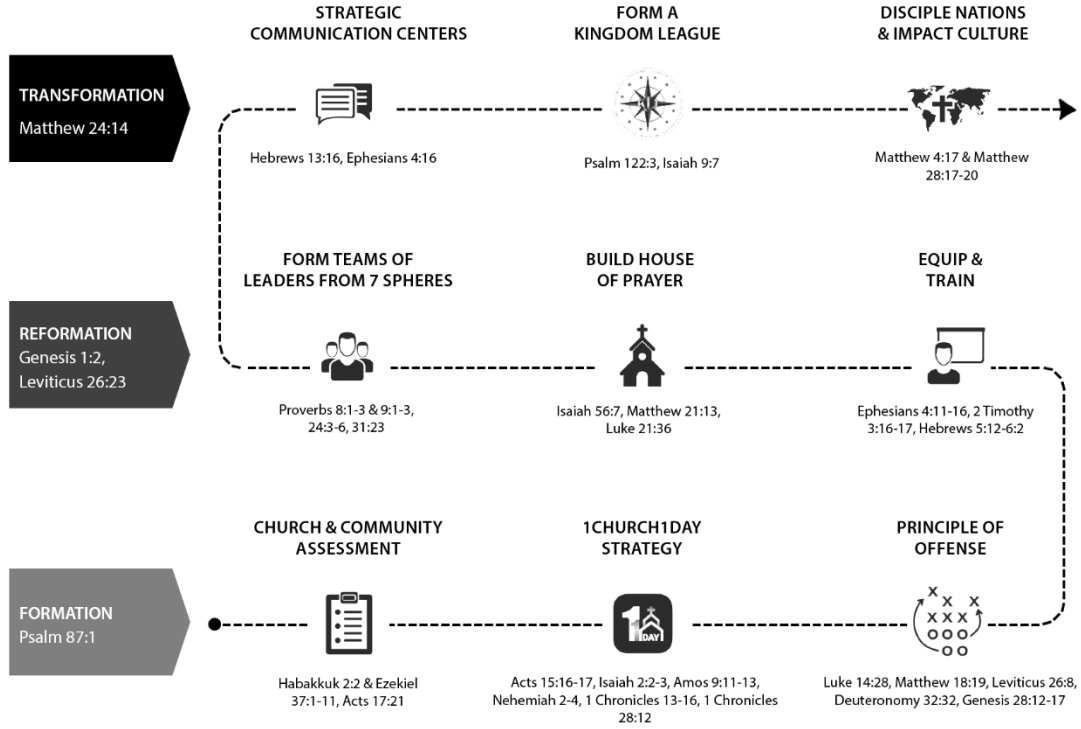 STRATEGIC
COMMUNICATION CENTERS
FORM A
KINGDOM LEAGUE
DISCIPLE NATIONS
& IMPACT CULTURE
TRANSFORMATION
Matthew 24:14
Hebrews 13:16, Ephesians 4:16
Psalm 122:3, Isaiah 9:7
Matthew 4:17 & Matthew
28:17-20
FORM TEAMS OF
LEADERS FROM 7 SPHERES
BUILD HOUSE
OF PRAYER
EQUIP &
TRAIN
REFORMATION
Genesis 1:2,
Leviticus 26:23
Proverbs 8:1-3 & 9:1-3,
24:3-6, 31:23
Isaiah 56:7, Matthew 21:13,
Luke 21:36
Ephesians 4:11-16, 2 Timothy
3:16-17, Hebrews 5:12-6:2
CHURCH & COMMUNITY
ASSESSMENT
1CHURCH1DAY
STRATEGY
PRINCIPLE OF
OFFENSE
FORMATION
Psalm 87:1
1 1
DAY
X
X X
X X X
O O O
O O
Habakkuk 2:2 & Ezekiel
37:1-11, Acts 17:21
Acts 15:16-17, Isaiah 2:2-3, Amos 9:11-13,
Nehemiah 2-4, 1 Chronicles 13-16, 1 Chronicles
28:12
Luke 14:28, Matthew 18:19, Leviticus 26:8,
Deuteronomy 32:32, Genesis 28:12-17